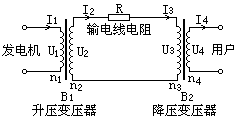 I1 I2 R I3 I4
输电线电阻
发电机 U1 U2 U3 U4 用户
n1 n2 n3 n4
B1 B2
升压变压器 降压变压器